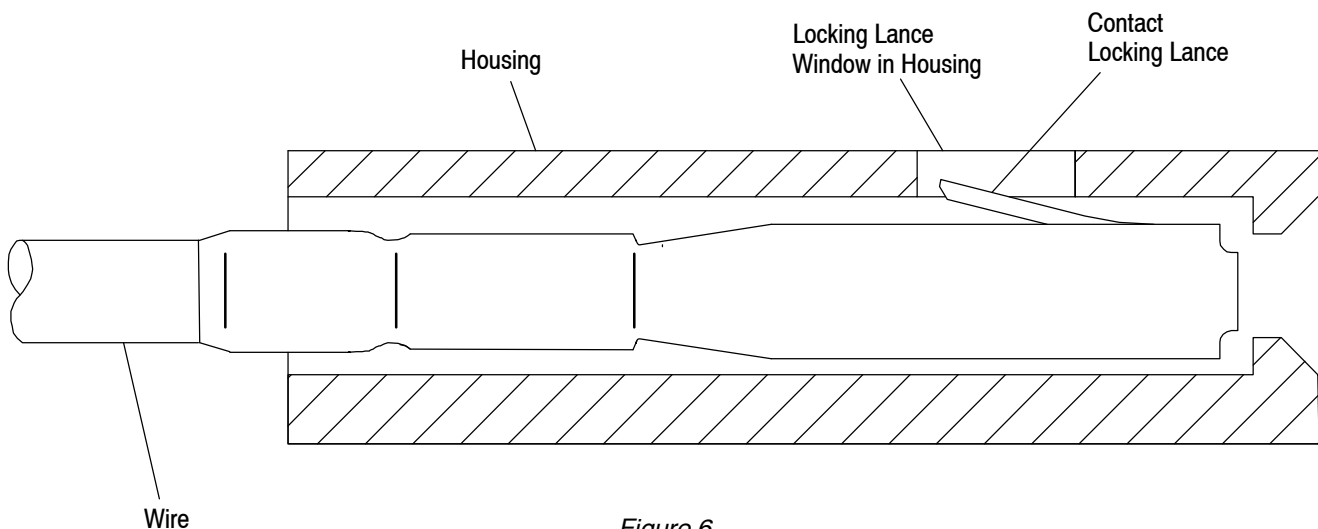 Housing
Locking Lance
Window in Housing
Contact
Locking Lance
Wire
Figure 6